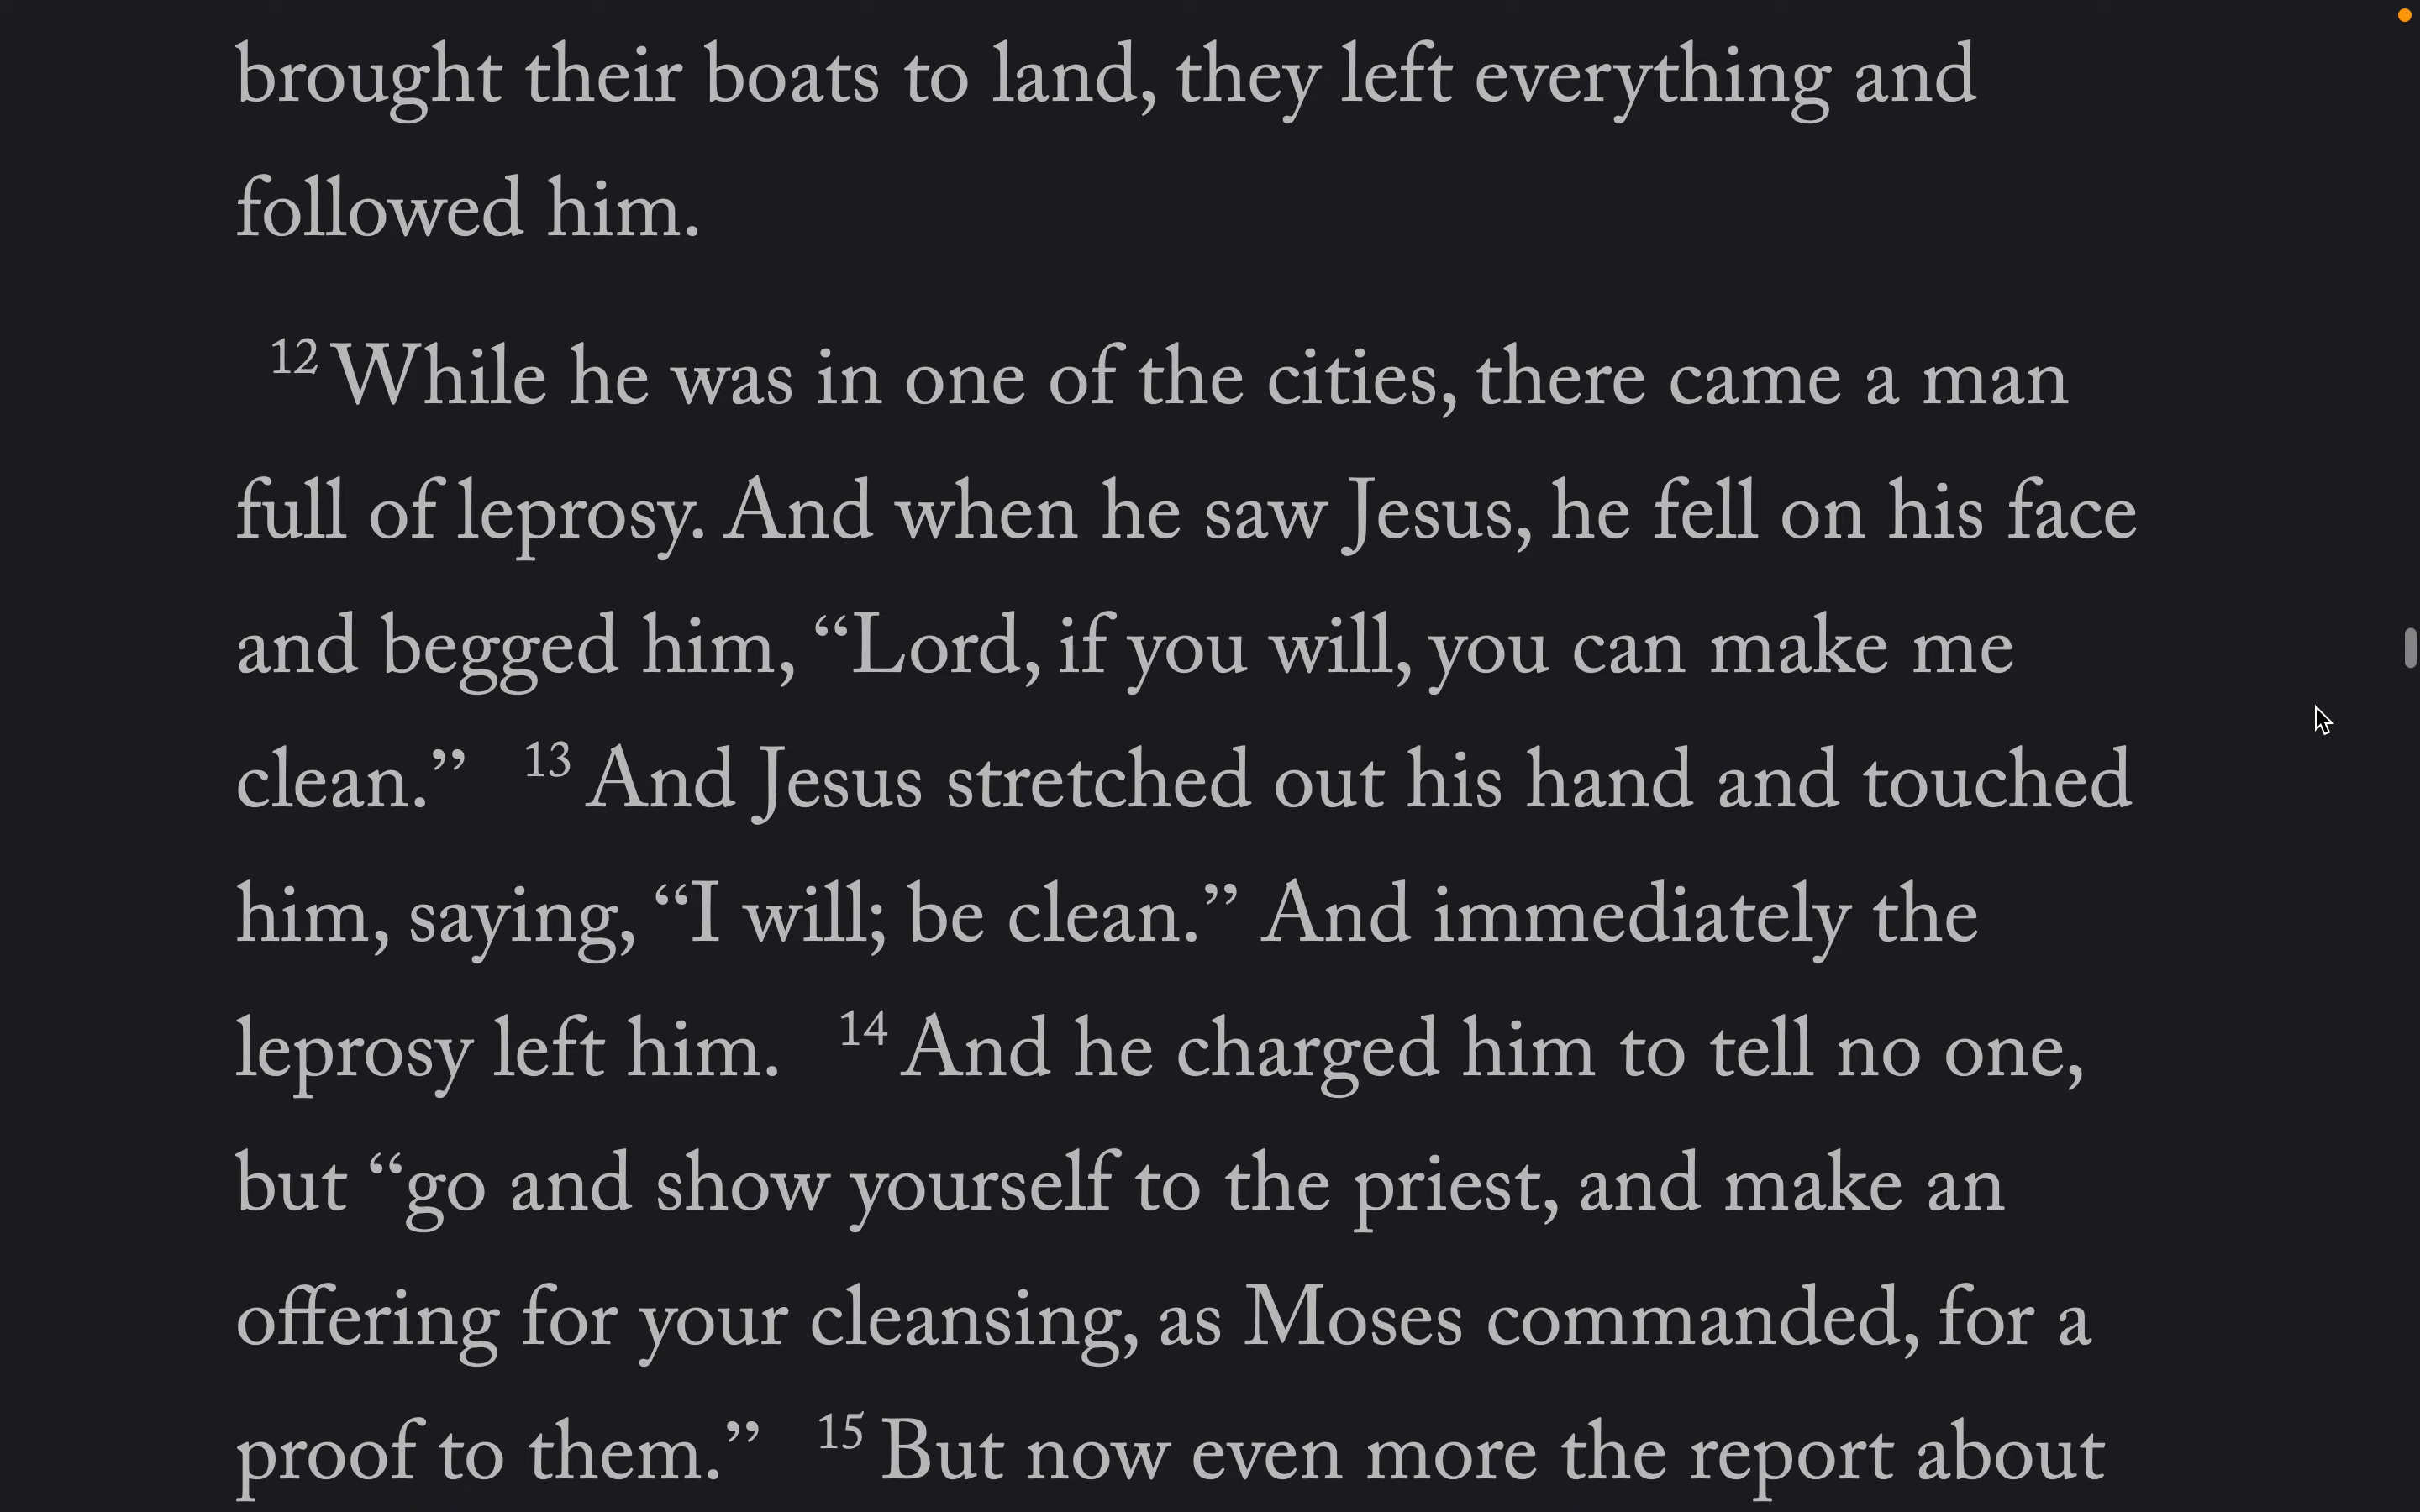 brought their boats to land, they left everything and
followed him.
12 While he was in one of the cities, there came a man
full of leprosy. And when he saw Jesus, he fell on his face
and begged him, “Lord, if you will, you can make me
clean.” 13 And Jesus stretched out his hand and touched
him, saying, “I will; be clean.” And immediately the
leprosy left him. 14 And he charged him to tell no one,
but “go and show yourself to the priest, and make an
offering for your cleansing, as Moses commanded, for a
proof to them.” 15 But now even more the report about